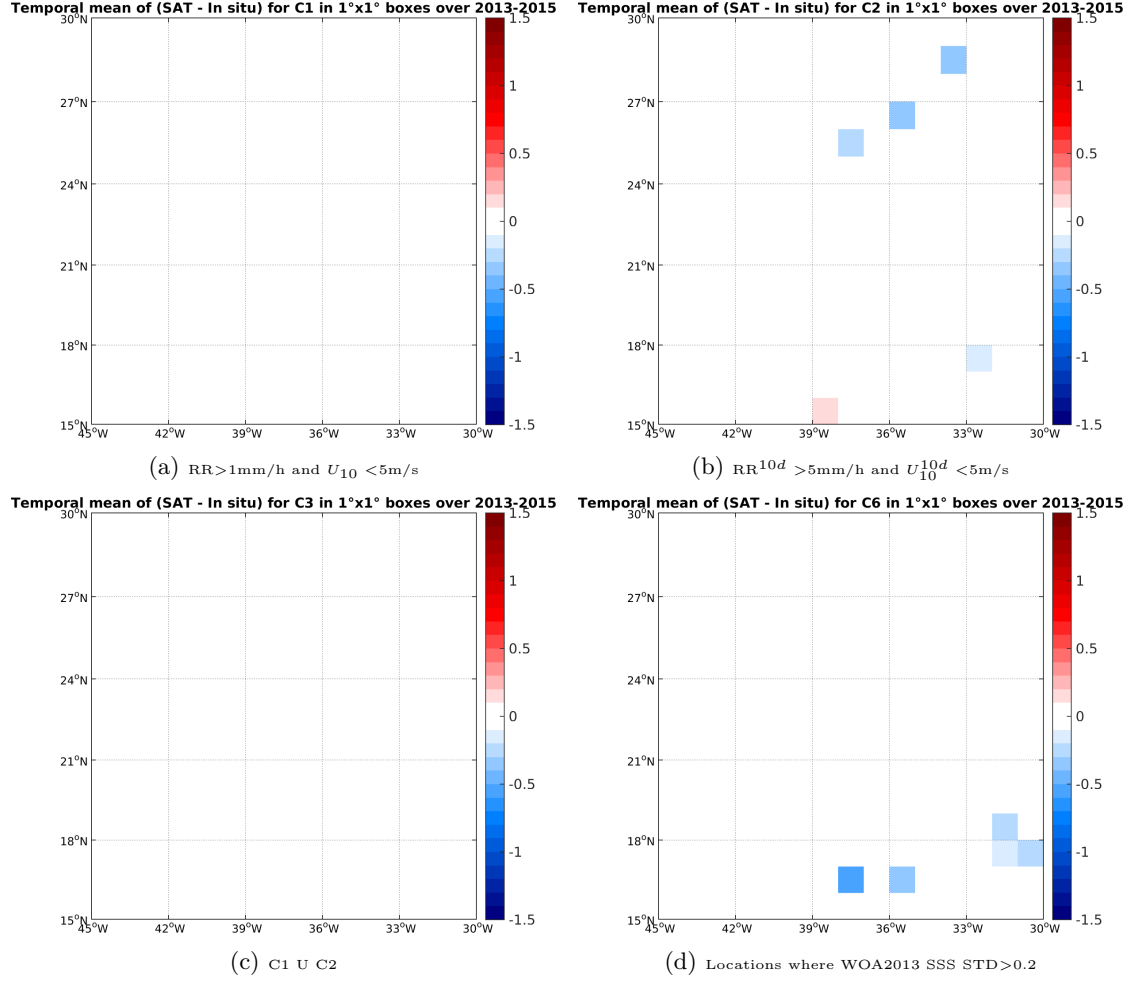 Temporal mean of (SAT - In situ) for C1 in 1°x1° boxes over 2013-2015
30°N
27°N
24°N
21°N
18°N
15°N
45°W 42°W 39°W 36°W 33°W 30°W
1.5
1
0.5
0
-0.5
-1
-1.5
(a) RR>1mm/h and U10 <5m/s
Temporal mean of (SAT - In situ) for C2 in 1°x1° boxes over 2013-2015
30°N
27°N
24°N
21°N
18°N
15°N
45°W 42°W 39°W 36°W 33°W 30°W
1.5
1
0.5
0
-0.5
-1
-1.5
(b) RR^10d >5mm/h and U10^10d <5m/s
Temporal mean of (SAT - In situ) for C3 in 1°x1° boxes over 2013-2015
30°N
27°N
24°N
21°N
18°N
15°N
45°W 42°W 39°W 36°W 33°W 30°W
1.5
1
0.5
0
-0.5
-1
-1.5
(c) C1 U C2
Temporal mean of (SAT - In situ) for C6 in 1°x1° boxes over 2013-2015
30°N
27°N
24°N
21°N
18°N
15°N
45°W 42°W 39°W 36°W 33°W 30°W
1.5
1
0.5
0
-0.5
-1
-1.5
(d) Locations where WOA2013 SSS STD>0.2